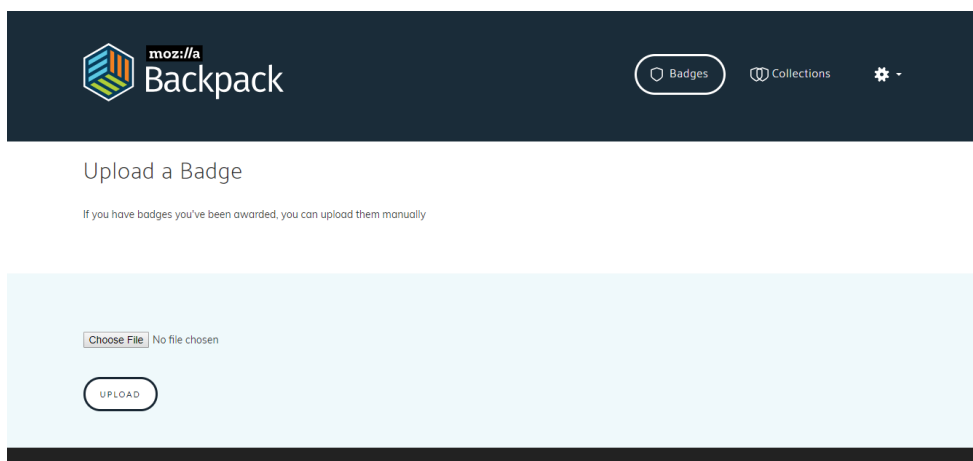 moz://a
Backpack
Badges
Collections
Upload a Badge
If you have badges you've been awarded, you can upload them manually
Choose File No file chosen
UPLOAD